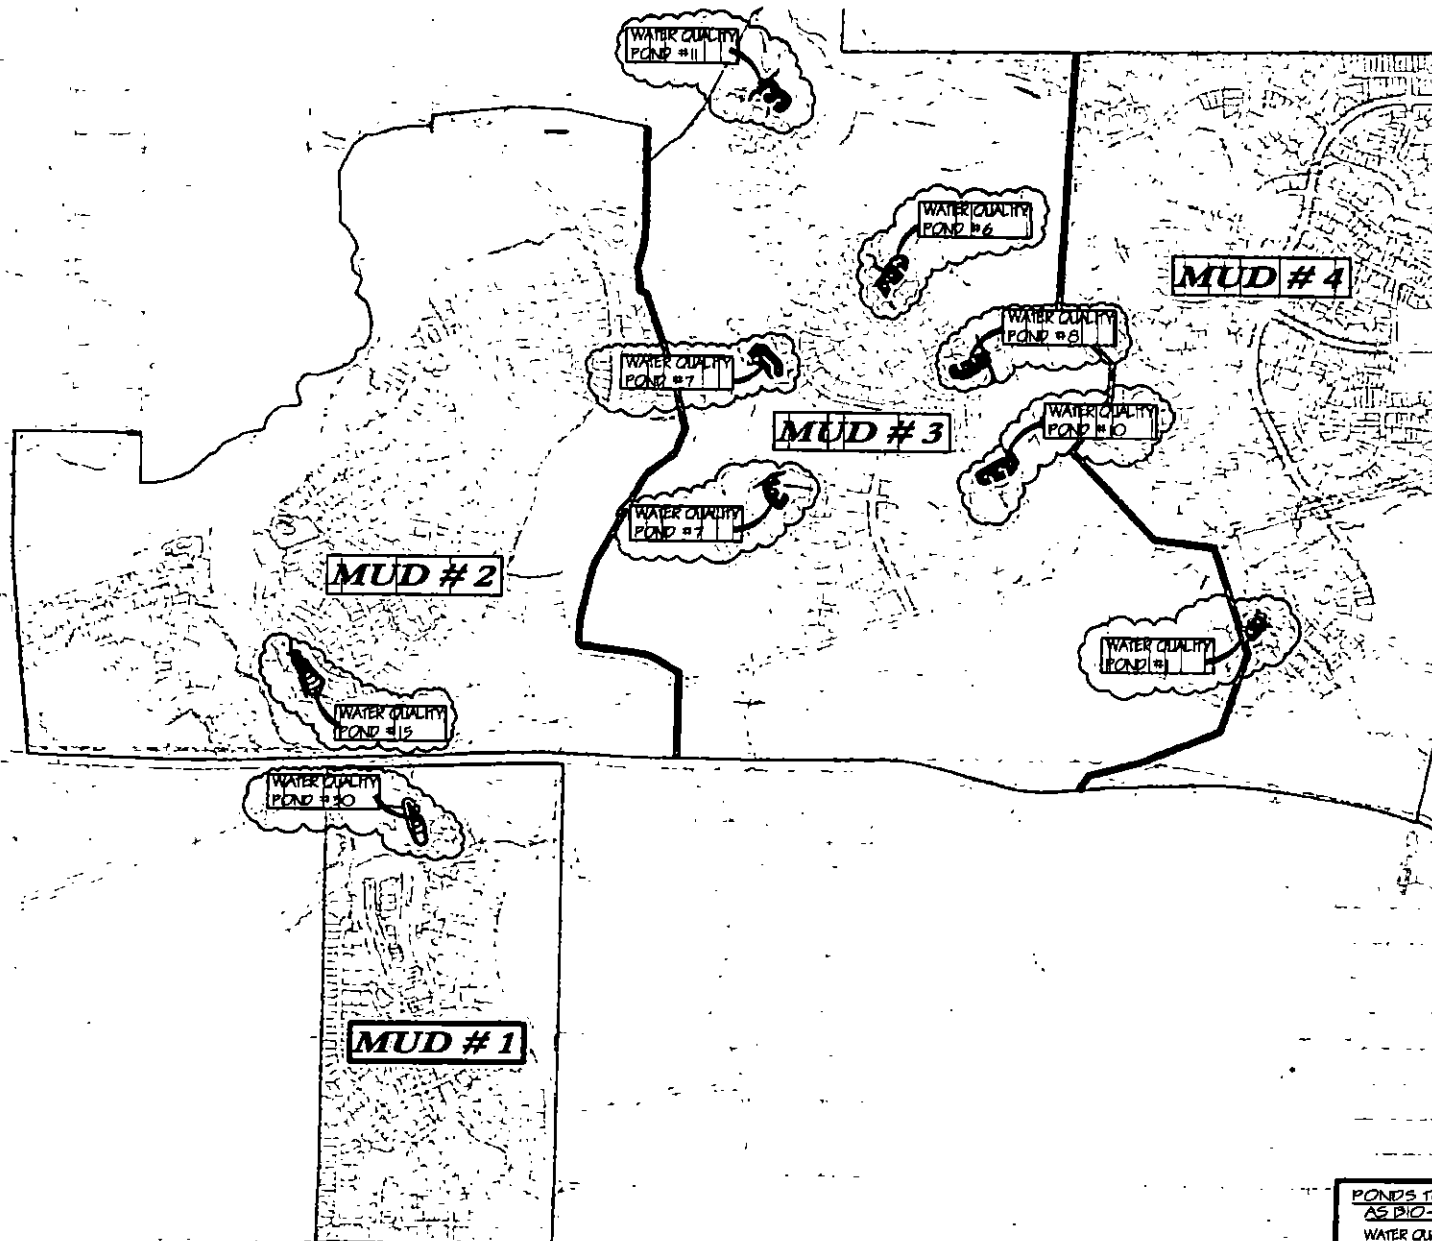 WATER QUALITY
POND #11
WATER QUALITY
POND #6
MUD # 4
WATER QUALITY
POND #8
WATER QUALITY
POND #7
WATER QUALITY
POND #10
MUD # 3
WATER QUALITY
POND #7
MUD # 2
WATER QUALITY
POND #1
WATER QUALITY
POND #15
WATER QUALITY
POND #30
MUD # 1
PONDS T
AS BIO-
WATER QU